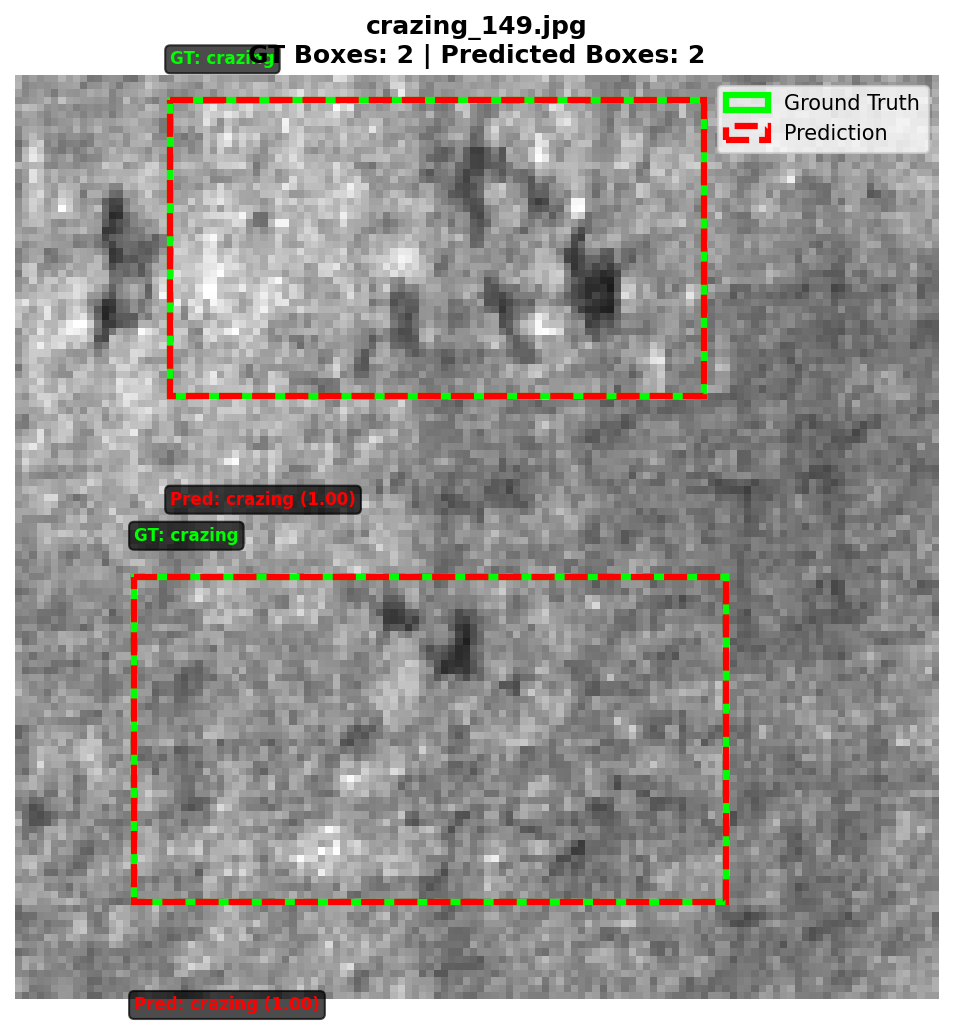 crazing_149.jpg
GT Boxes: 2 | Predicted Boxes: 2
GT: crazing
Ground Truth
Prediction
Pred: crazing (1.00)
GT: crazing
Pred: crazing (1.00)